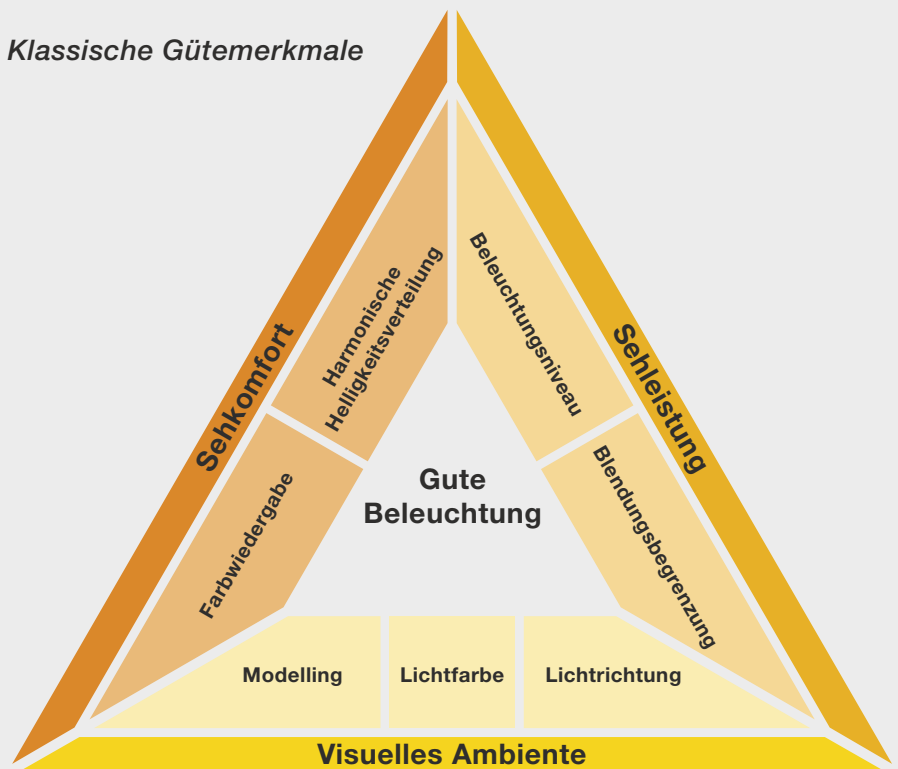 Klassische Gütemerkmale
Sehkomfort
Harmonische
Helligkeitsverteilung
Farbwiedergabe
Beleuchtungsniveau
Sehleistung
Blendungsbegrenzung
Gute
Beleuchtung
Modelling
Lichtfarbe
Lichtrichtung
Visuelles Ambiente